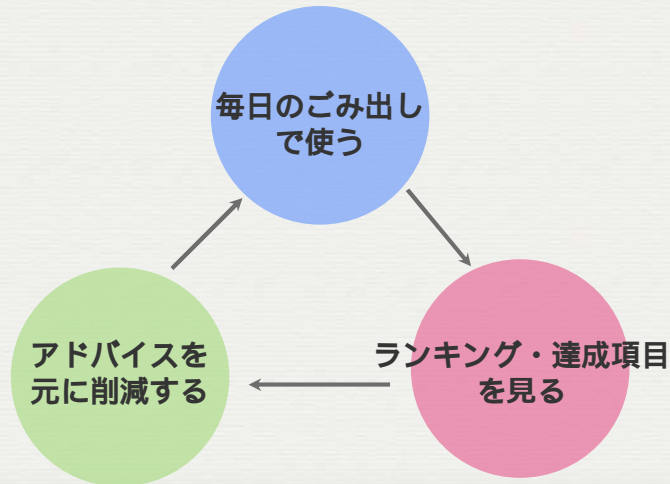 毎日のごみ出し
で使う
アドバイスを
元に削減する
ランキング・達成項目
を見る